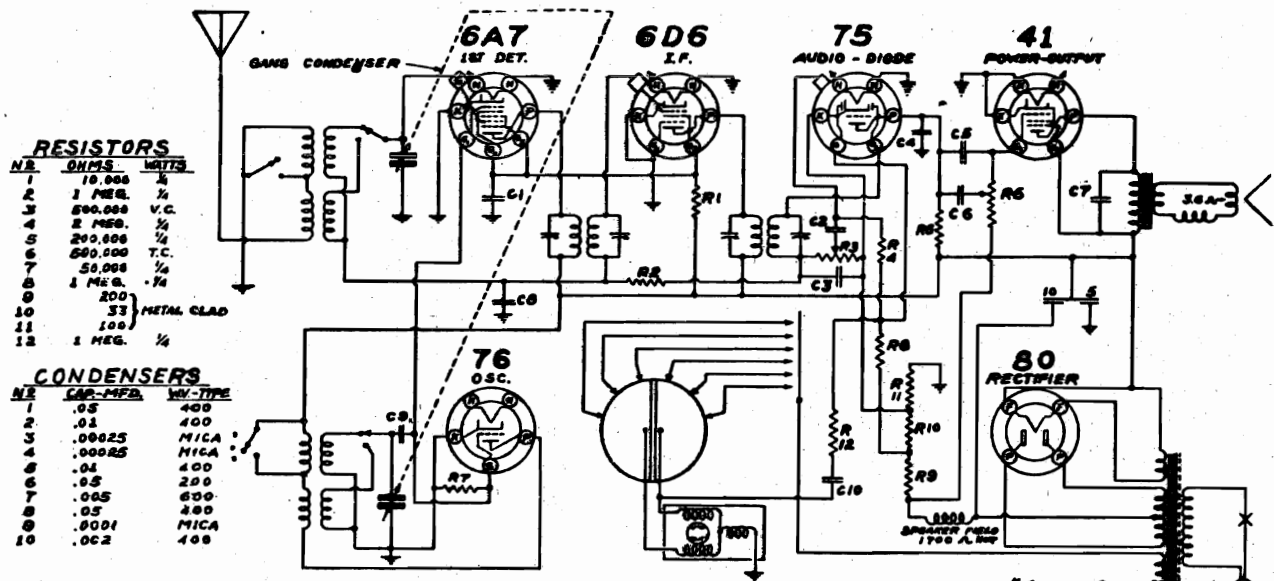 6A7
1ST DET.
6D6
I.F.
75
AUDIO - DIODE
41
POWER-OUTPUT
GANG CONDENSER
RESISTORS
NO. OHMS WATTS
1 10,000 ¼
2 1 MEG. ¼
3 500,000 V.C.
4 2 MEG. ¼
5 200,000 ¼
6 500,000 T.C.
7 50,000 ¼
8 1 MEG. ¼
9 200
10 33 METAL CLAD
11 100
12 1 MEG. ¼
CONDENSERS
NO. CAP.-MFD. WV.-TYPE
1 .05 400
2 .01 400
3 .00025 MICA
4 .00025 MICA
5 .01 400
6 .05 200
7 .005 600
8 .05 400
9 .0001 MICA
10 .002 400
C1
R1
C2
R3
C3
R4
C4
C5
C6
R5
R6
C7
3.6
R2
C8
10
5
76
OSC.
C9
R7
R8
R11
R10
R9
R12
C10
80
RECTIFIER
SPEAKER FIELD
1700